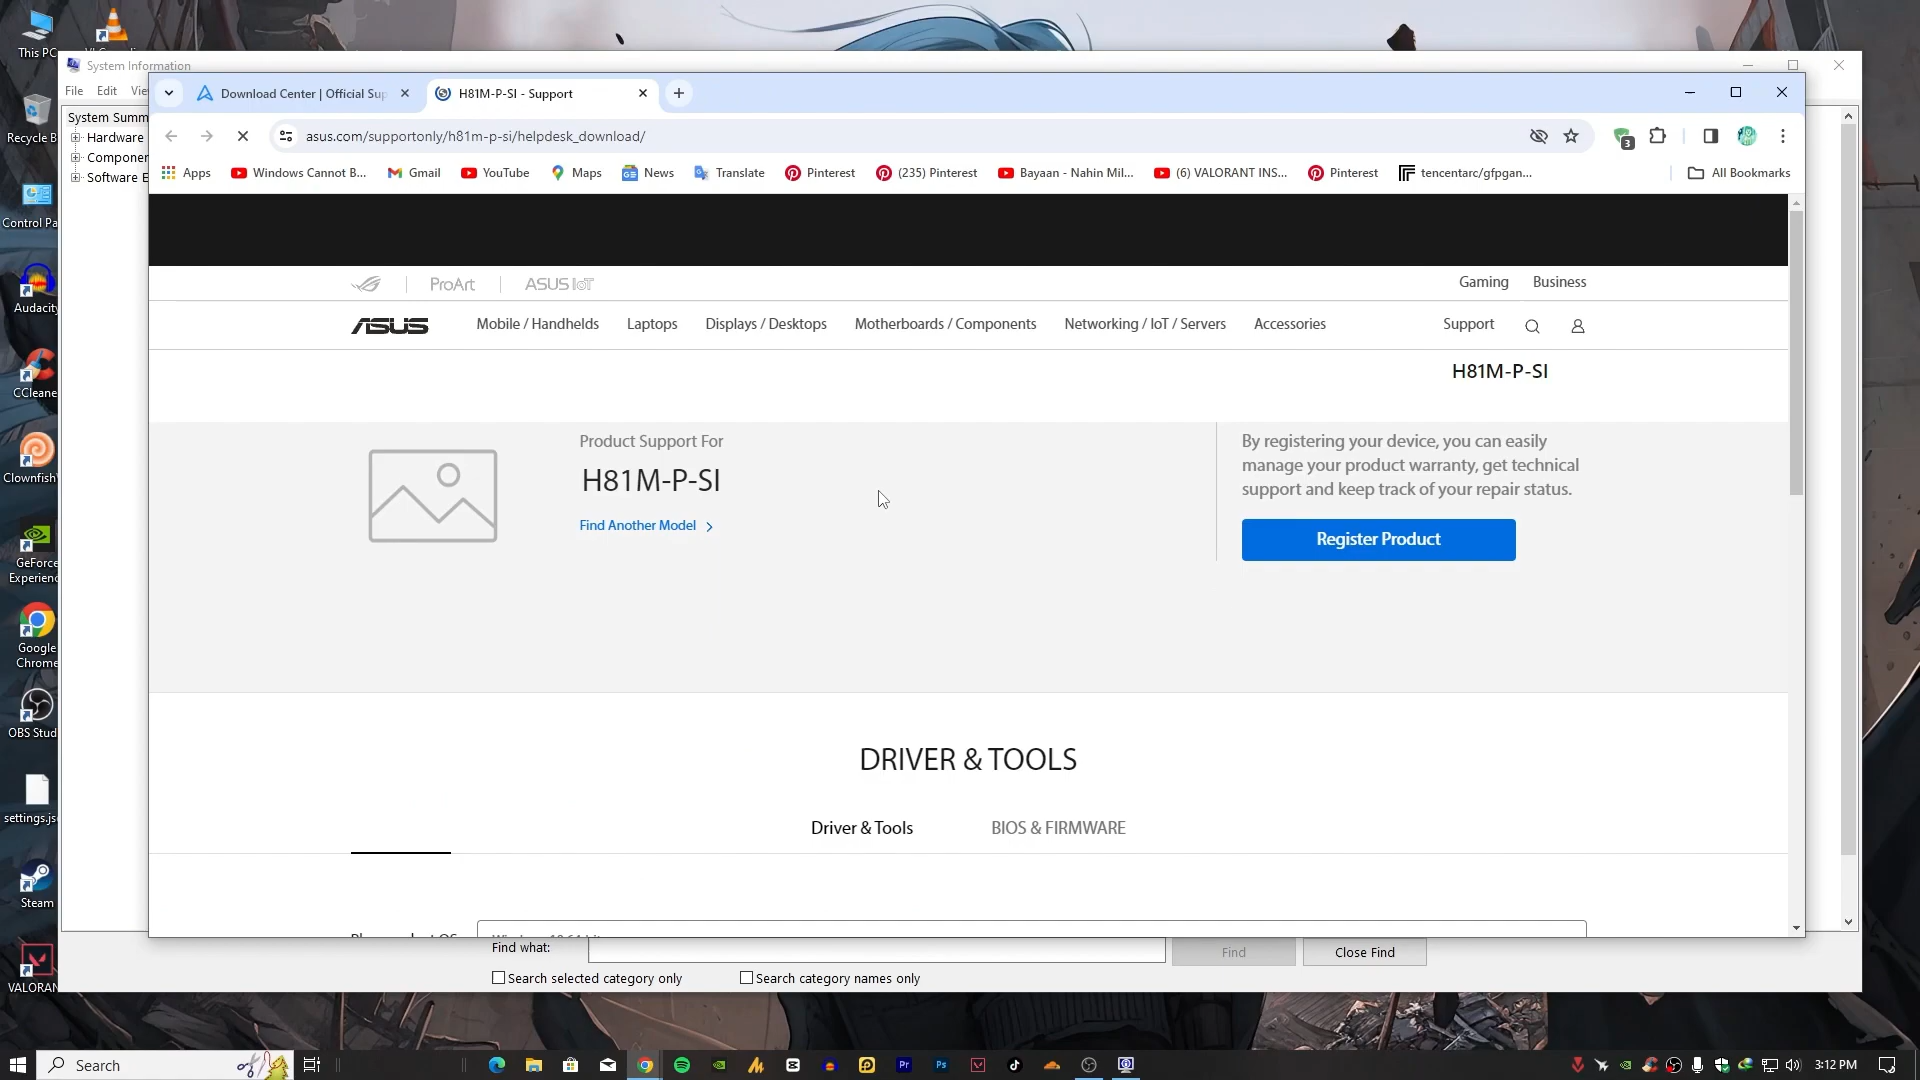 This PC
System Information
File Edit
Download Center | Official Sup
H81M-P-SI - Support
System Summ
Hardware
Componen
Software E
Recycle B
asus.com/supportonly/h81m-p-si/helpdesk_download/
3
Apps
Windows Cannot B...
Gmail
YouTube
Maps
News
Translate
Pinterest
(235) Pinterest
Bayaan - Nahin Mil...
(6) VALORANT INS...
Pinterest
tencentarc/gfpgan...
All Bookmarks
Control Pa
ProArt
ASUS IoT
Gaming
Business
ASUS
Mobile / Handhelds
Laptops
Displays / Desktops
Motherboards / Components
Networking / IoT / Servers
Accessories
Support
H81M-P-SI
Audacity
CCleane
Clownfish
GeForce
Experienc
Google
Chrome
OBS Stud
settings.js
Steam
VALORAN
Product Support For
H81M-P-SI
Find Another Model
By registering your device, you can easily
manage your product warranty, get technical
support and keep track of your repair status.
Register Product
DRIVER & TOOLS
Driver & Tools
BIOS & FIRMWARE
Find what:
Find
Close Find
Search selected category only
Search category names only
Search
Pr
Ps
3:12 PM